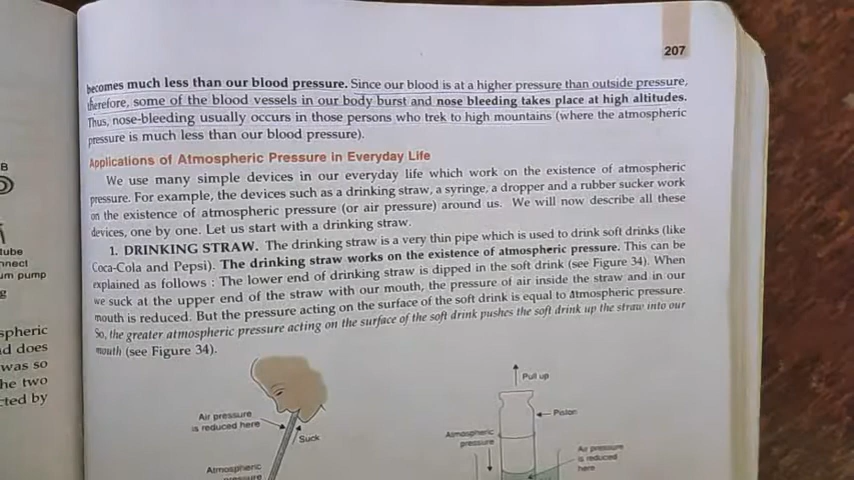 207
becomes much less than our blood pressure. Since our blood is at a higher pressure than outside pressure,
therefore, some of the blood vessels in our body burst and nose bleeding takes place at high altitudes.
Thus, nose-bleeding usually occurs in those persons who trek to high mountains (where the atmospheric
pressure is much less than our blood pressure).
Applications of Atmospheric Pressure in Everyday Life
We use many simple devices in our everyday life which work on the existence of atmospheric
pressure. For example, the devices such as a drinking straw, a syringe, a dropper and a rubber sucker work
on the existence of atmospheric pressure (or air pressure) around us. We will now describe all these
devices, one by one. Let us start with a drinking straw.
1. DRINKING STRAW. The drinking straw is a very thin pipe which is used to drink soft drinks (like
Coca-Cola and Pepsi). The drinking straw works on the existence of atmospheric pressure. This can be
explained as follows : The lower end of drinking straw is dipped in the soft drink (see Figure 34). When
we suck at the upper end of the straw with our mouth, the pressure of air inside the straw and in our
mouth is reduced. But the pressure acting on the surface of the soft drink is equal to atmospheric pressure.
So, the greater atmospheric pressure acting on the surface of the soft drink pushes the soft drink up the straw into our
mouth (see Figure 34).
Air pressure
is reduced here
Suck
Atmospheric
pressure
Pull up
Piston
Atmospheric
pressure
Air pressure
is reduced
here
B
tube
nnect
um pump
g
spheric
d does
was so
he two
cted by